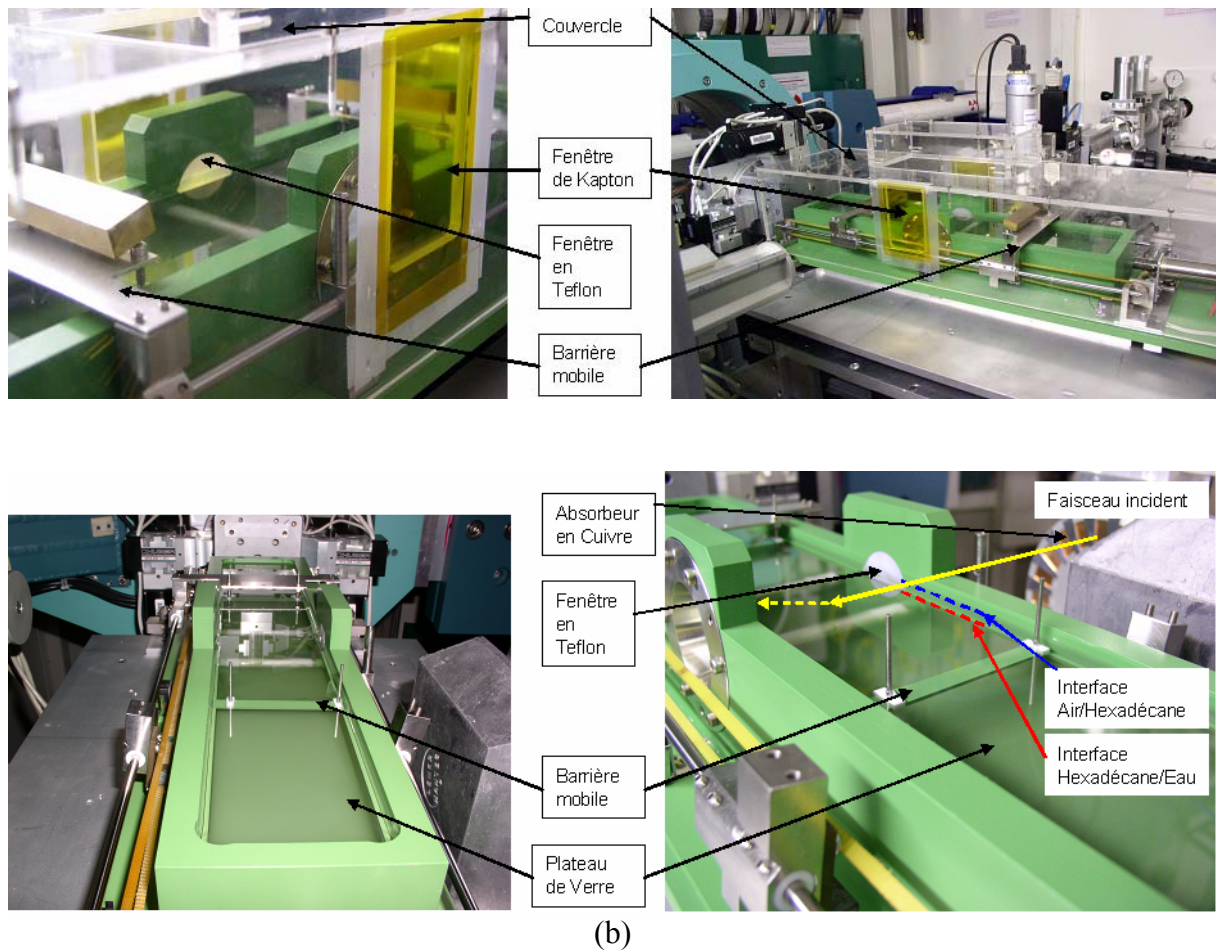 Couvercle
Fenêtre
de Kapton
Fenêtre
en
Teflon
Barrière
mobile
Absorbeur
en Cuivre
Faisceau incident
Fenêtre
en
Teflon
Interface
Air/Hexadécane
Interface
Hexadécane/Eau
Barrière
mobile
Plateau
de Verre
(b)